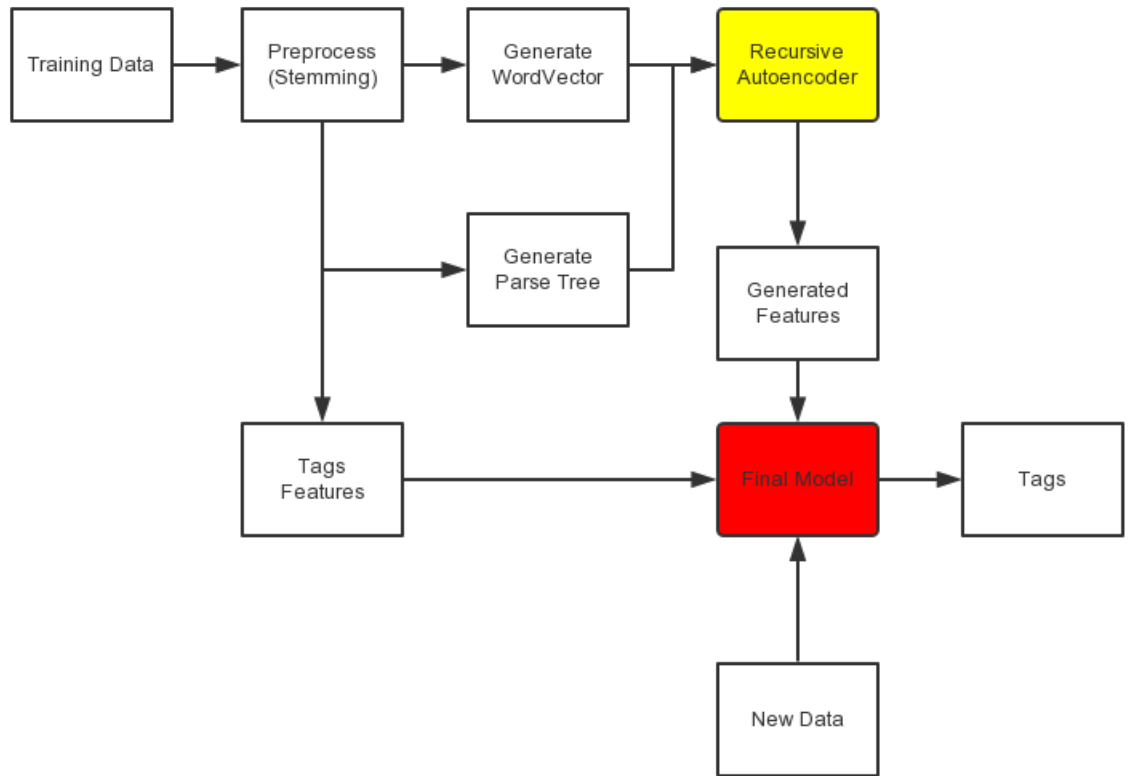 Training Data
Preprocess
(Stemming)
Generate
WordVector
Recursive
Autoencoder
Generate
Parse Tree
Generated
Features
Tags
Features
Final Model
Tags
New Data